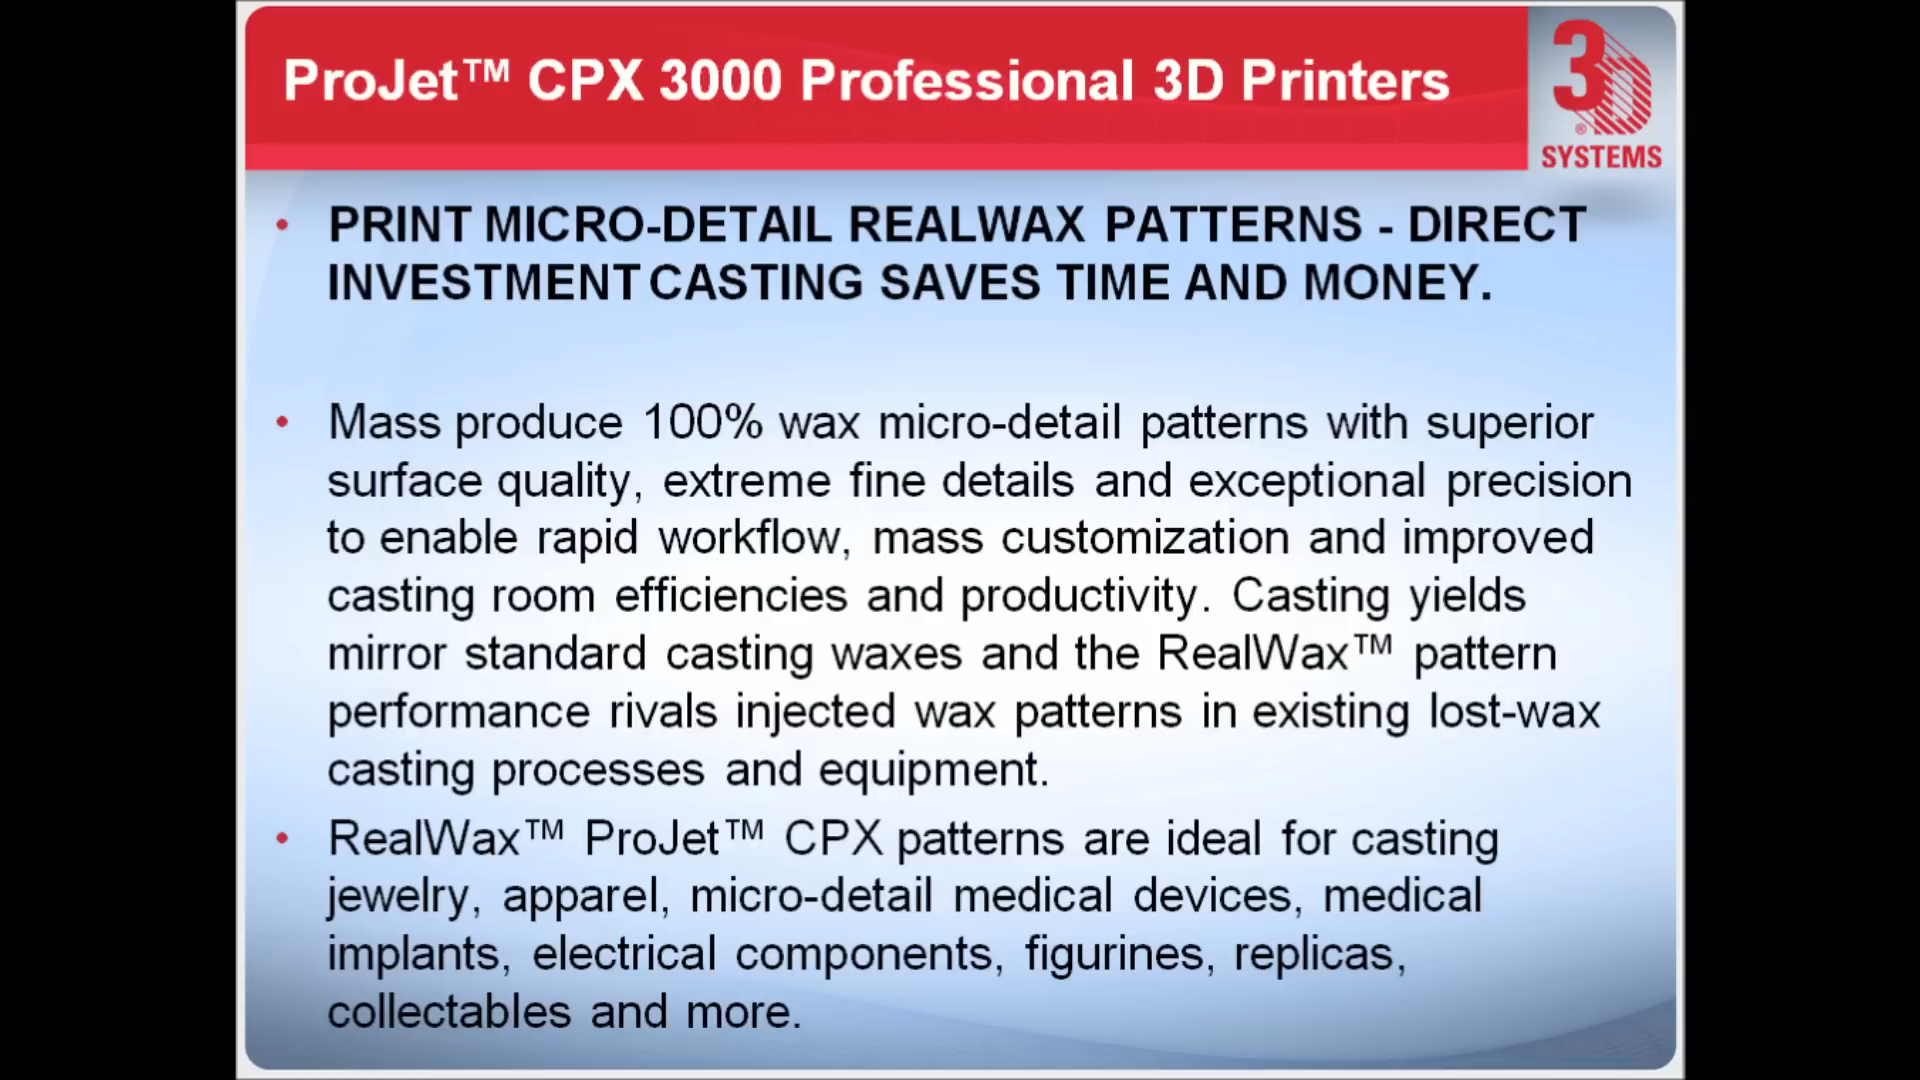 ProJet™ CPX 3000 Professional 3D Printers
3D
®
SYSTEMS
• PRINT MICRO-DETAIL REALWAX PATTERNS - DIRECT
INVESTMENT CASTING SAVES TIME AND MONEY.
• Mass produce 100% wax micro-detail patterns with superior
surface quality, extreme fine details and exceptional precision
to enable rapid workflow, mass customization and improved
casting room efficiencies and productivity. Casting yields
mirror standard casting waxes and the RealWax™ pattern
performance rivals injected wax patterns in existing lost-wax
casting processes and equipment.
• RealWax™ ProJet™ CPX patterns are ideal for casting
jewelry, apparel, micro-detail medical devices, medical
implants, electrical components, figurines, replicas,
collectables and more.